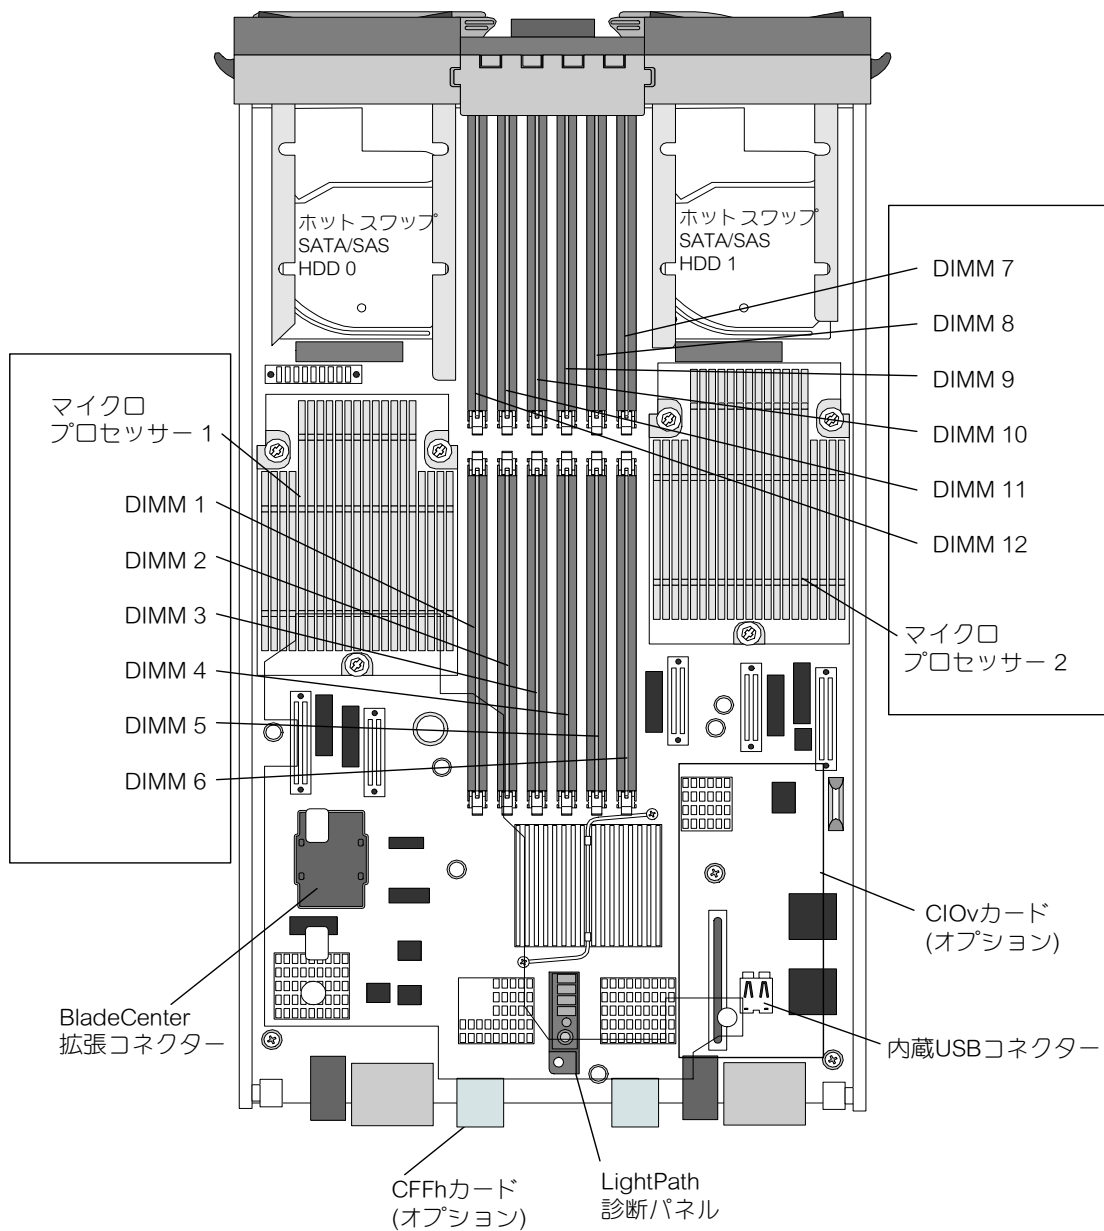 ホットスワップ
SATA/SAS
HDD 0
ホットスワップ
SATA/SAS
HDD 1
マイクロ
プロセッサー 1
DIMM 1
DIMM 2
DIMM 3
DIMM 4
DIMM 5
DIMM 6
DIMM 7
DIMM 8
DIMM 9
DIMM 10
DIMM 11
DIMM 12
マイクロ
プロセッサー 2
CIOvカード
(オプション)
BladeCenter
拡張コネクター
内蔵USBコネクター
CFFhカード
(オプション)
LightPath
診断パネル